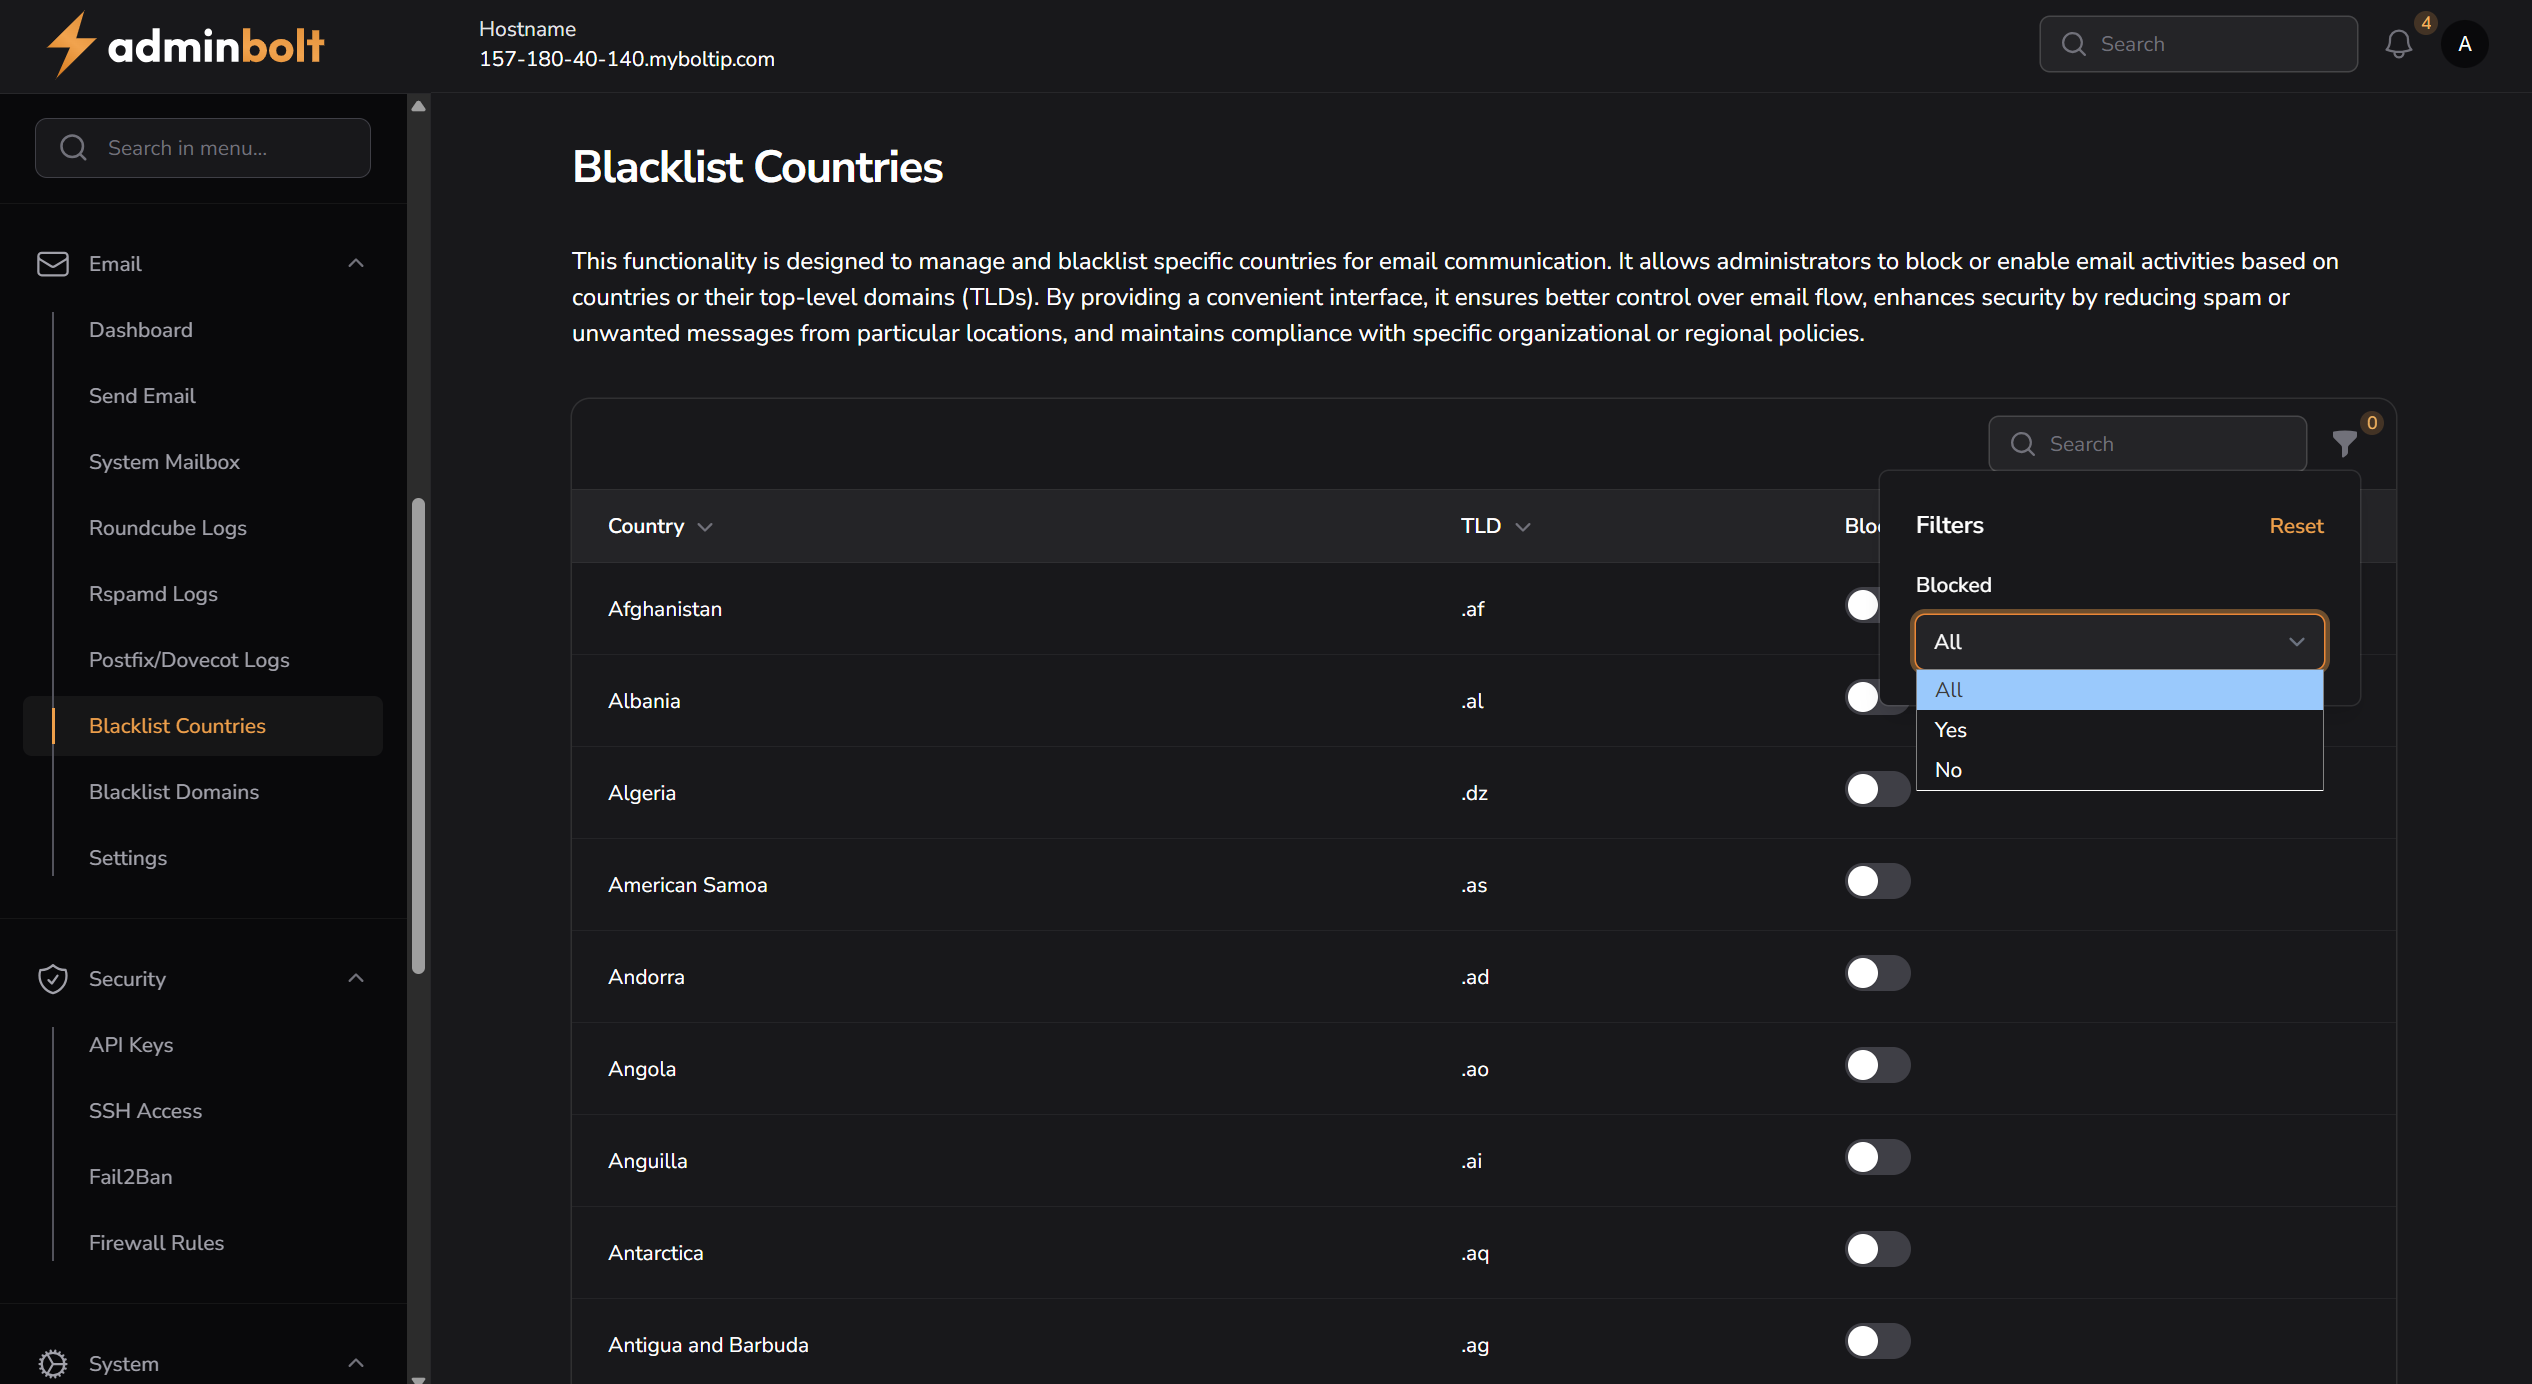 adminbolt
Hostname
157-180-40-140.myboltip.com
Search
4
A
Search in menu...
Email
Dashboard
Send Email
System Mailbox
Roundcube Logs
Rspamd Logs
Postfix/Dovecot Logs
Blacklist Countries
Blacklist Domains
Settings
Security
API Keys
SSH Access
Fail2Ban
Firewall Rules
System
Blacklist Countries
This functionality is designed to manage and blacklist specific countries for email communication. It allows administrators to block or enable email activities based on
countries or their top-level domains (TLDs). By providing a convenient interface, it ensures better control over email flow, enhances security by reducing spam or
unwanted messages from particular locations, and maintains compliance with specific organizational or regional policies.
Search
0
Country TLD
Filters Reset
Blocked
All
All
Yes
No
Afghanistan .af
Albania .al
Algeria .dz
American Samoa .as
Andorra .ad
Angola .ao
Anguilla .ai
Antarctica .aq
Antigua and Barbuda .ag